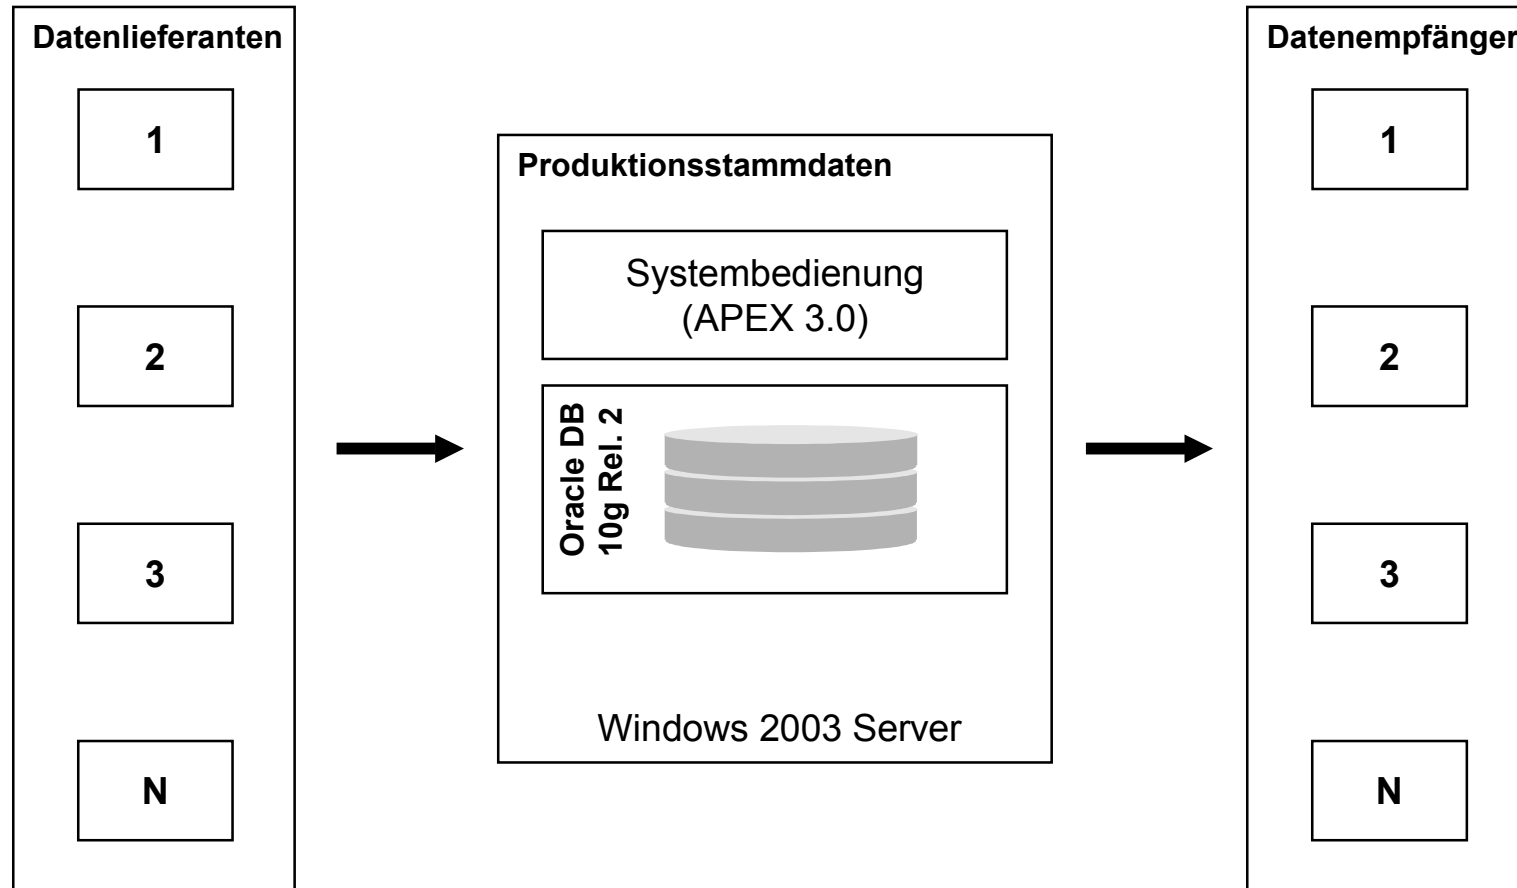 Datenlieferanten
1
2
3
N
Produktionsstammdaten
Systembedienung
(APEX 3.0)
Oracle DB
10g Rel. 2
Windows 2003 Server
Datenempfänger
1
2
3
N